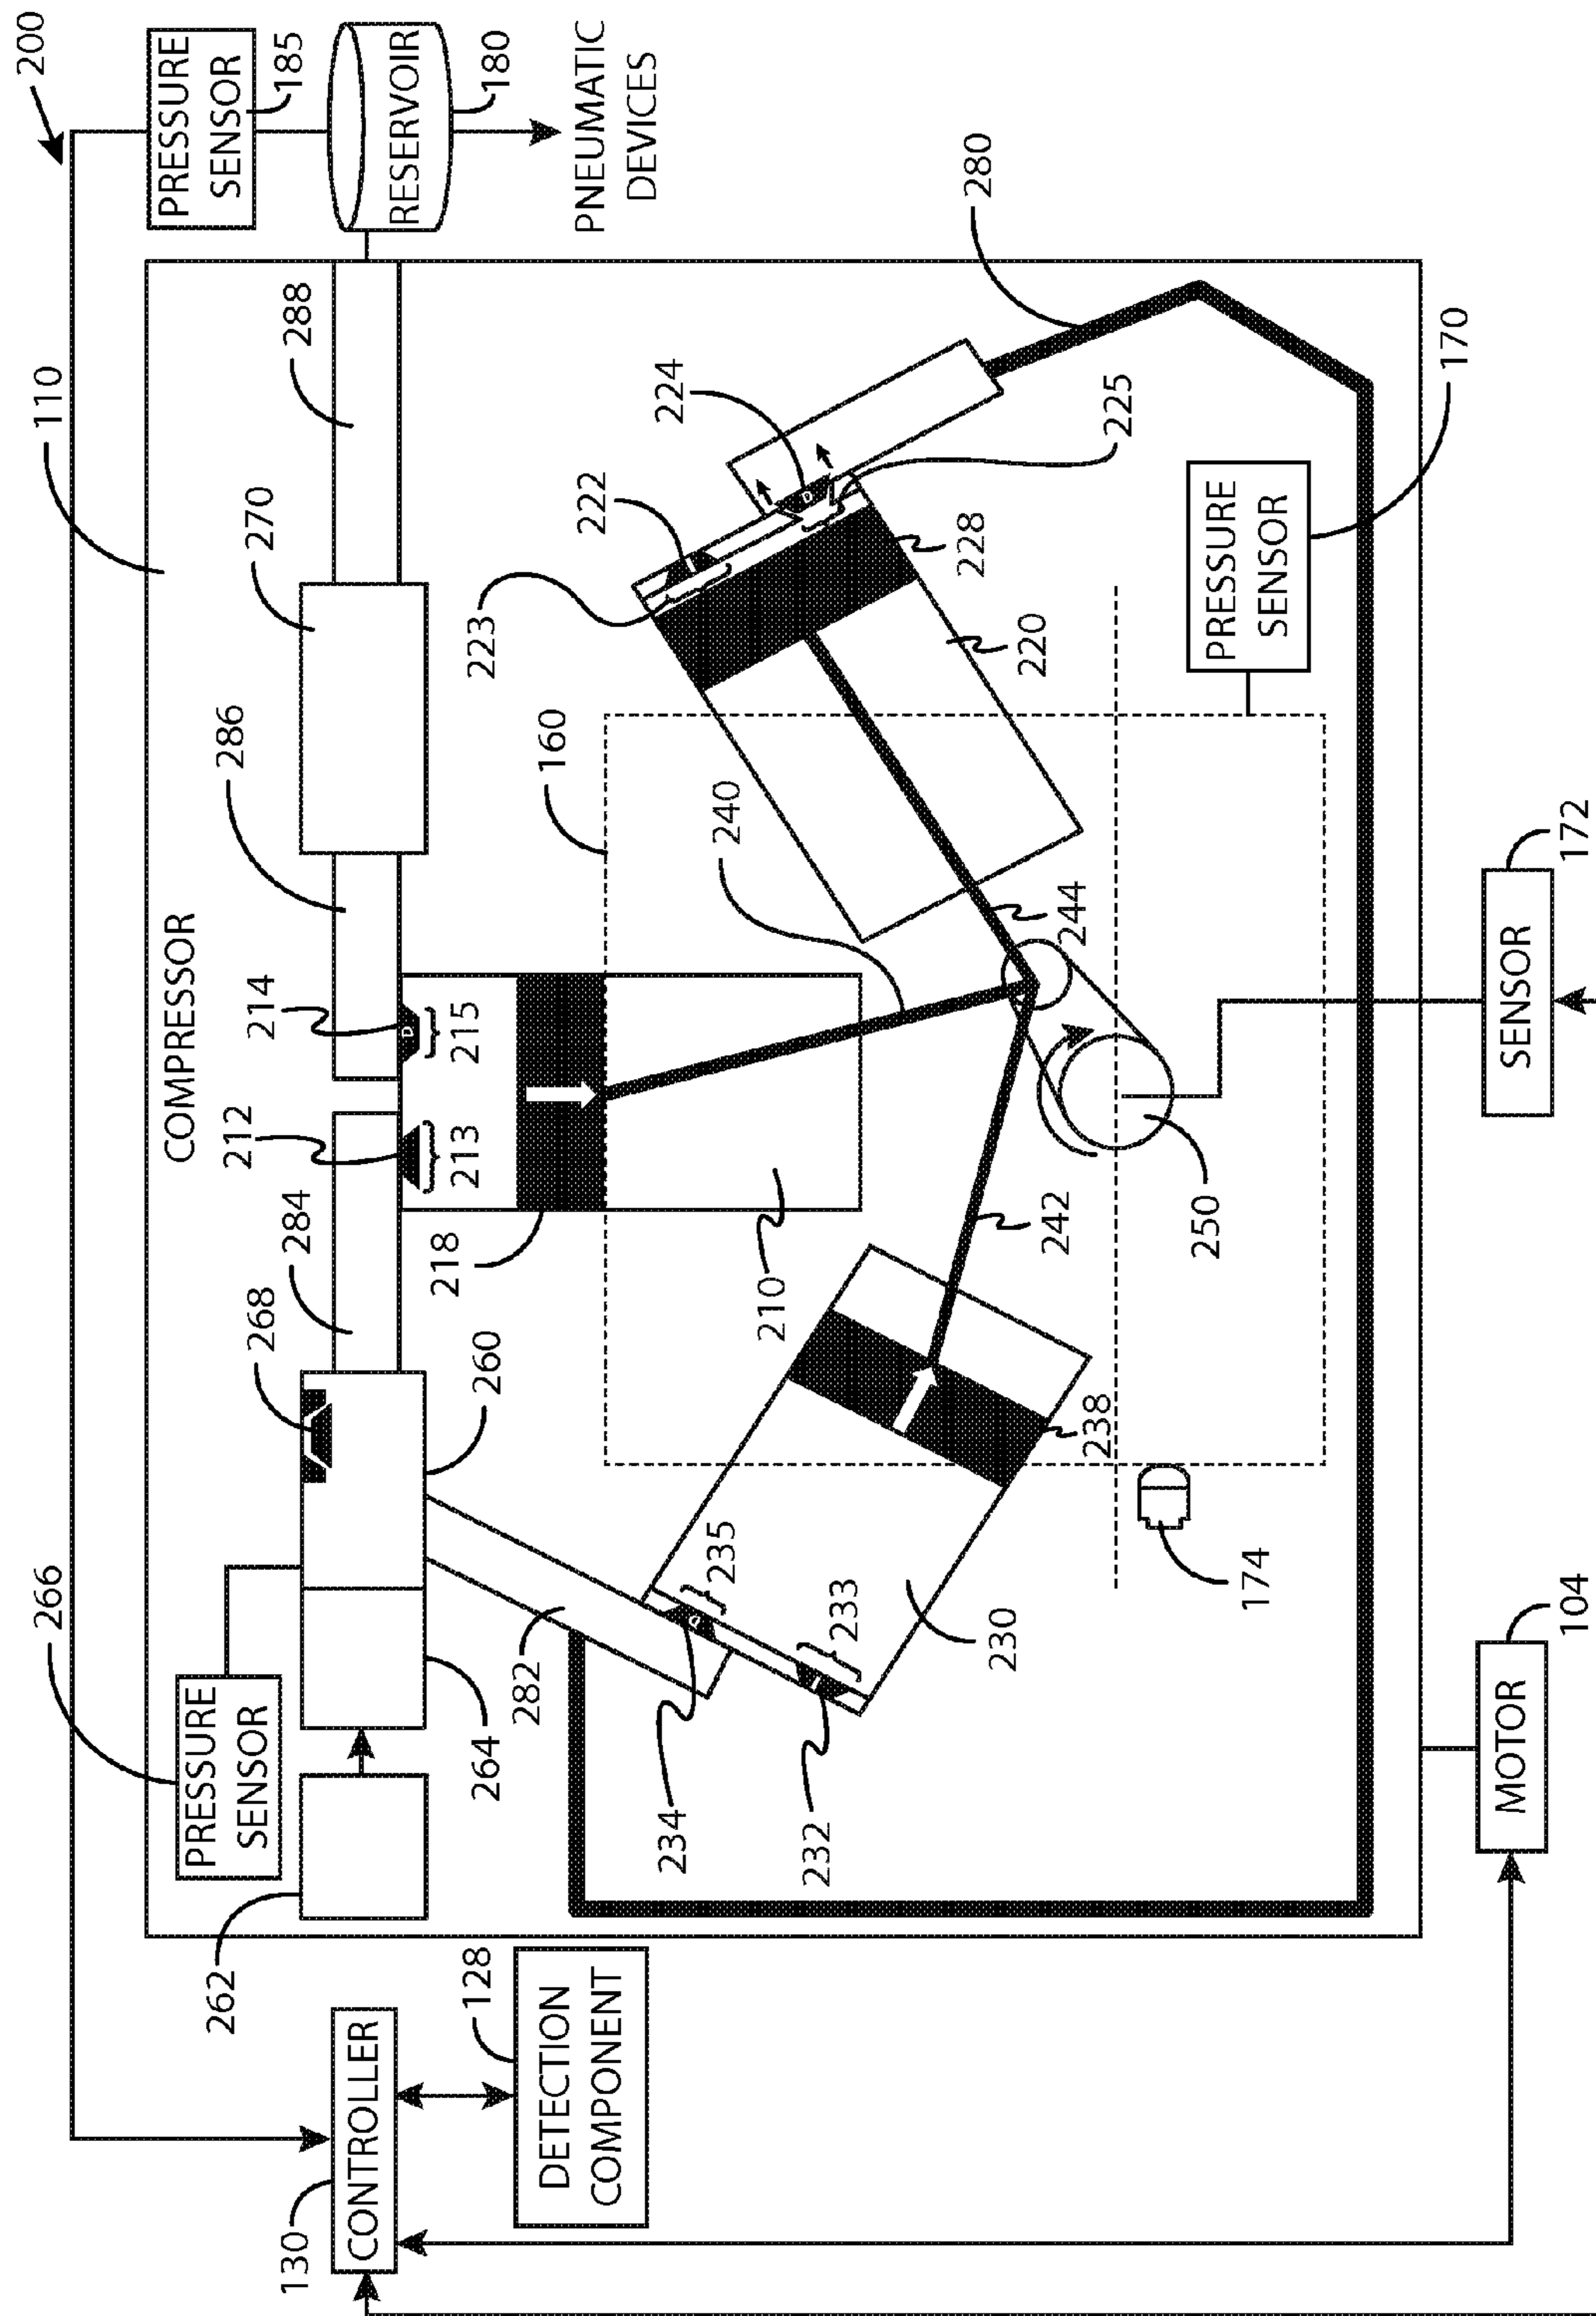 200
110
COMPRESSOR
PRESSURE
SENSOR
185
RESERVOIR
180
PNEUMATIC
DEVICES
266
PRESSURE
SENSOR
262
264
260
268
284
212
214
286
270
288
130
CONTROLLER
128
DETECTION
COMPONENT
282
234
235
232
233
230
218
213
215
D
210
240
160
223
222
224
225
D
I
228
220
280
D
I
238
242
244
250
174
170
PRESSURE
SENSOR
104
MOTOR
172
SENSOR